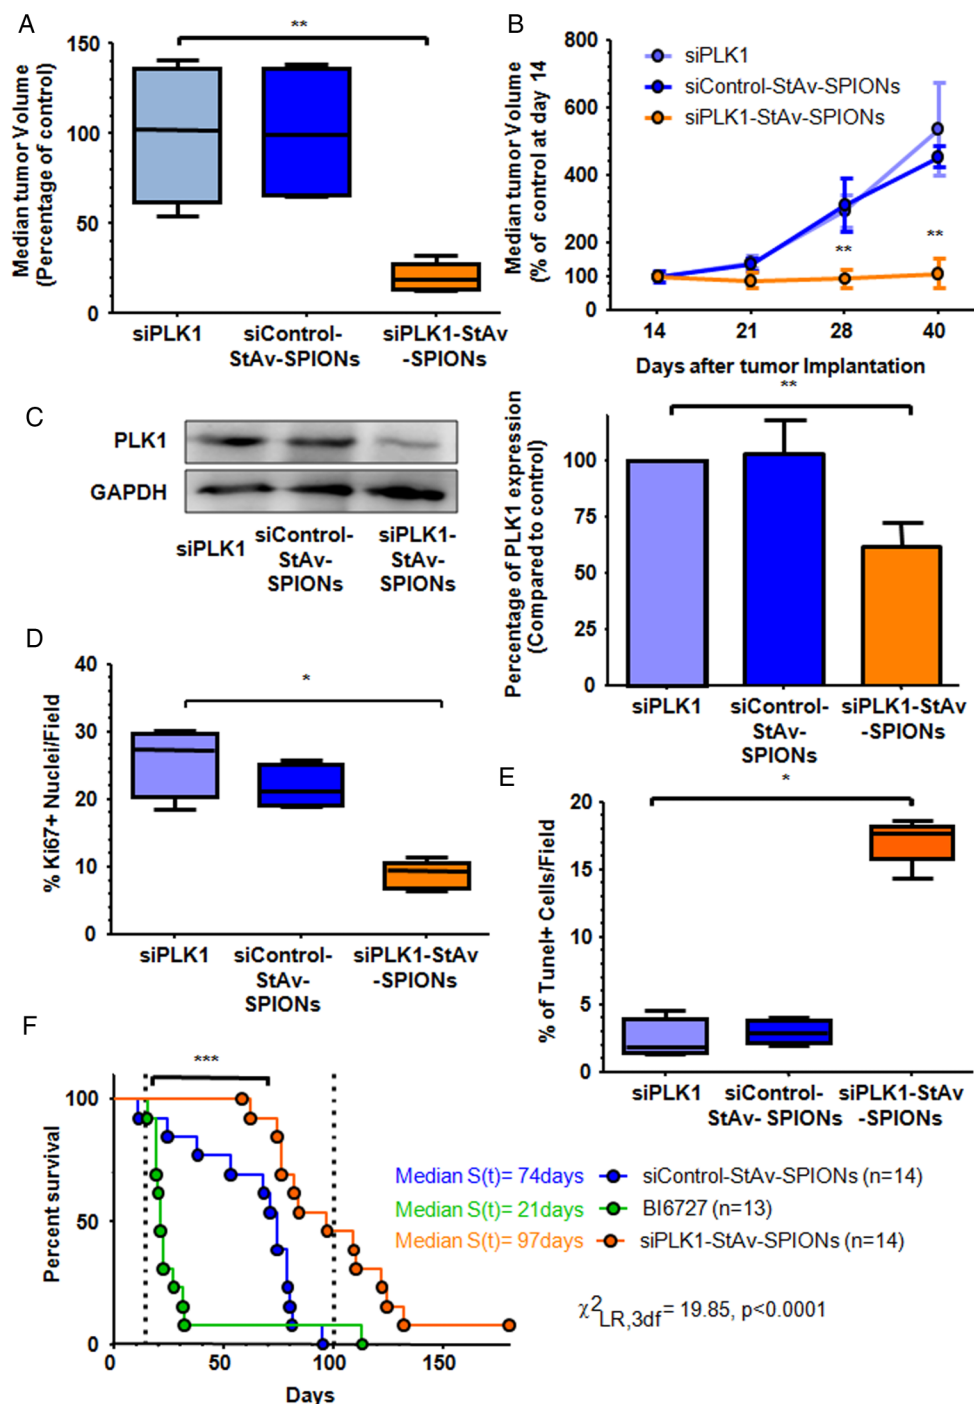 A
**
Median tumor Volume
(Percentage of control)
150
100
50
0
siPLK1
siControl-
StAv-SPIONs
siPLK1-StAv
-SPIONs
B
siPLK1
siControl-StAv-SPIONs
siPLK1-StAv-SPIONs
Median tumor Volume
(% of control at day 14
800
600
400
200
100
0
**
**
14
21
28
40
Days after tumor Implantation
C
PLK1
GAPDH
siPLK1
siControl-
StAv-
SPIONs
siPLK1-
StAv-
SPIONs
**
Percentage of PLK1 expression
(Compared to control)
100
75
50
25
0
siPLK1
siControl-
StAv-
SPIONs
siPLK1-StAv
-SPIONs
D
*
% Ki67+ Nuclei/Field
40
30
20
10
0
siPLK1
siControl-
StAv-
SPIONs
siPLK1-StAv
-SPIONs
E
*
% of Tunel+ Cells/Field
20
15
10
5
0
siPLK1
siControl-
StAv- SPIONs
siPLK1-StAv
-SPIONs
F
***
Percent survival
100
50
0
0
50
100
150
Days
Median S(t)= 74days
siControl-StAv-SPIONs (n=14)
Median S(t)= 21days
BI6727 (n=13)
Median S(t)= 97days
siPLK1-StAv-SPIONs (n=14)
χ2LR,3df= 19.85, p<0.0001